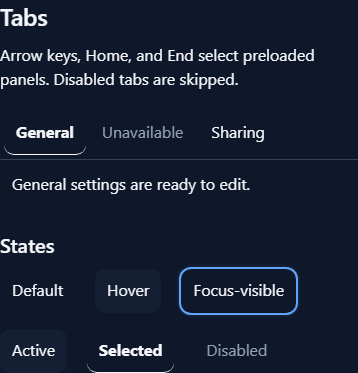 Tabs
Arrow keys, Home, and End select preloaded
panels. Disabled tabs are skipped.
General Unavailable Sharing
General settings are ready to edit.
States
Default Hover Focus-visible
Active Selected Disabled